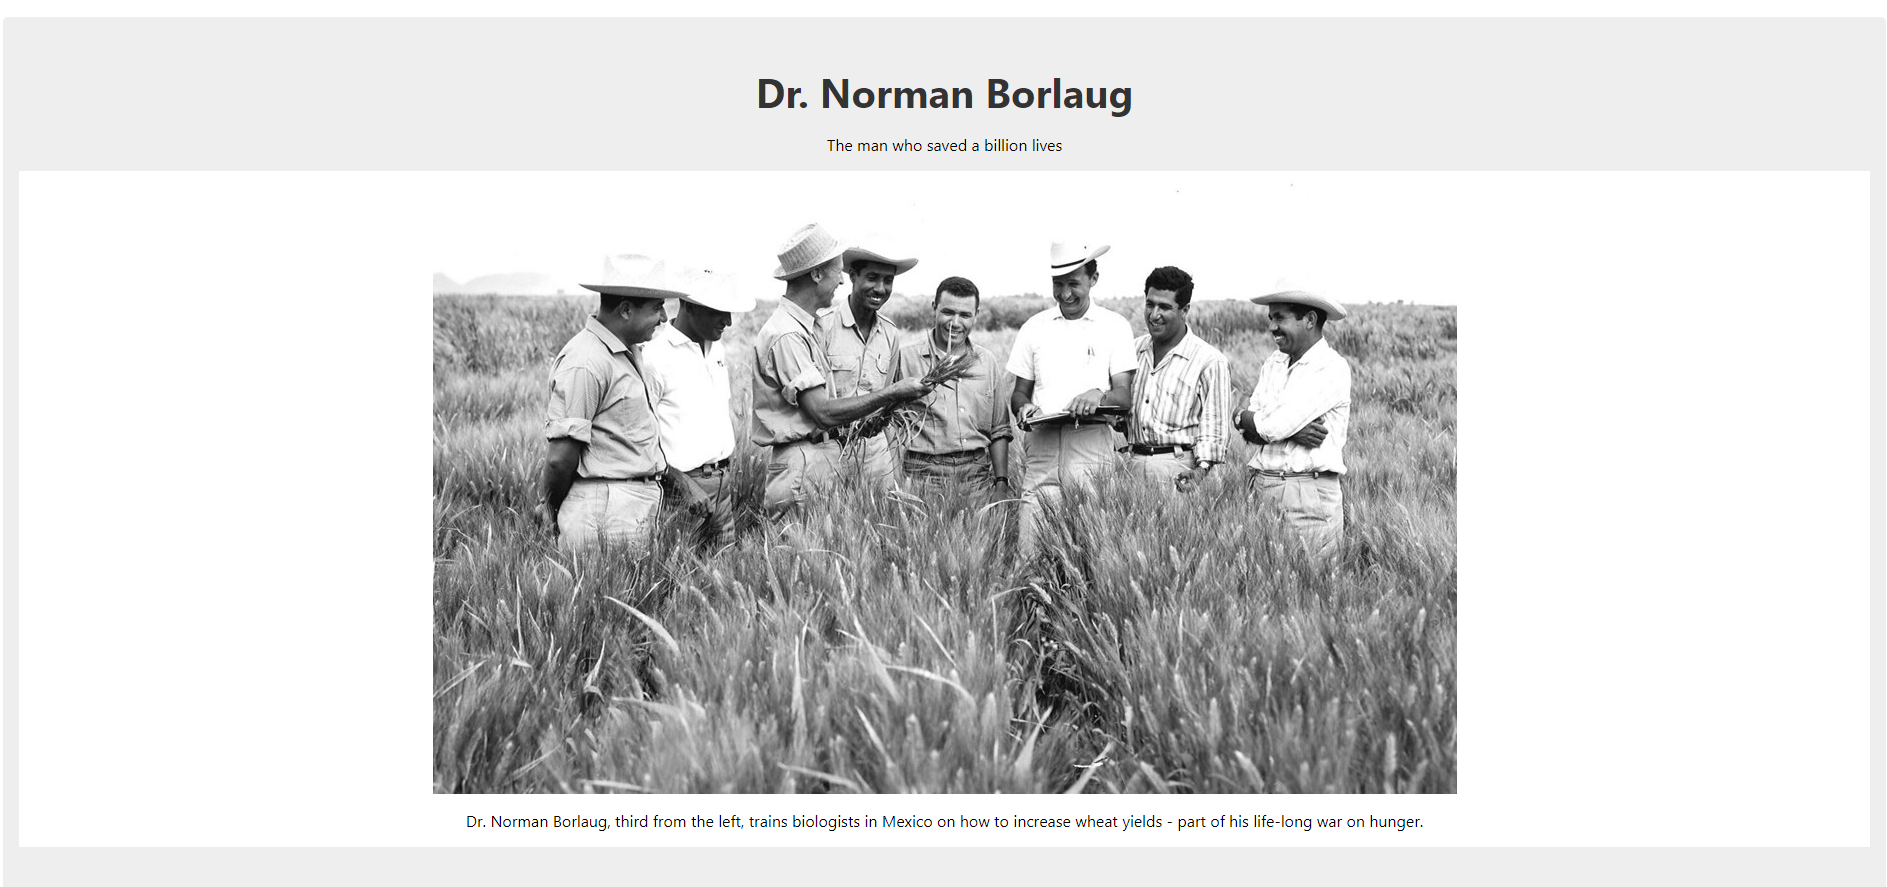 Dr. Norman Borlaug
The man who saved a billion lives
Dr. Norman Borlaug, third from the left, trains biologists in Mexico on how to increase wheat yields - part of his life-long war on hunger.